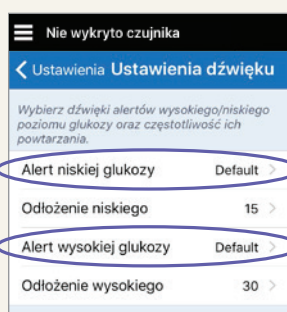 Nie wykryto czujnika
Ustawienia Ustawienia dźwięku
Wybierz dźwięki alertów wysokiego/niskiego
poziomu glukozy oraz częstotliwość ich
powtarzania.
Alert niskiej glukozy Default
Odłożenie niskiego 15
Alert wysokiej glukozy Default
Odłożenie wysokiego 30